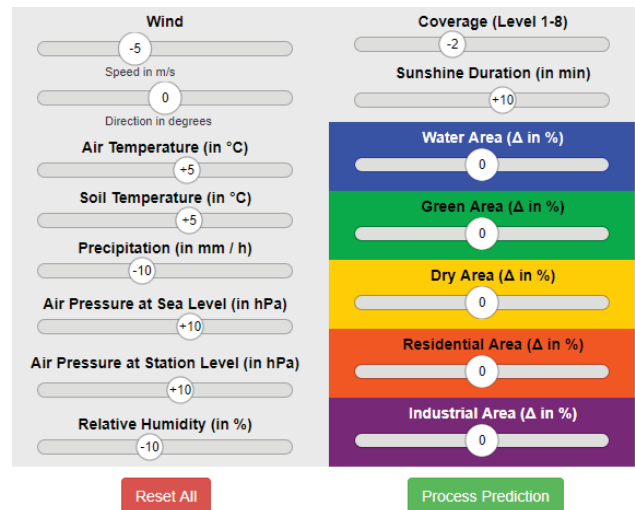 Wind
-5
Speed in m/s
0
Direction in degrees
Air Temperature (in °C)
+5
Soil Temperature (in °C)
+5
Precipitation (in mm / h)
-10
Air Pressure at Sea Level (in hPa)
+10
Air Pressure at Station Level (in hPa)
+10
Relative Humidity (in %)
-10
Reset All
Coverage (Level 1-8)
-2
Sunshine Duration (in min)
+10
Water Area (Δ in %)
0
Green Area (Δ in %)
0
Dry Area (Δ in %)
0
Residential Area (Δ in %)
0
Industrial Area (Δ in %)
0
Process Prediction